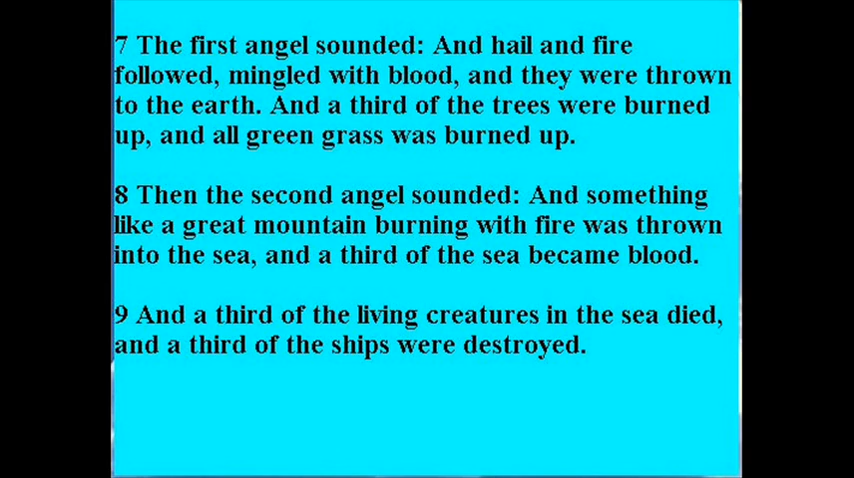 7 The first angel sounded: And hail and fire
followed, mingled with blood, and they were thrown
to the earth. And a third of the trees were burned
up, and all green grass was burned up.
8 Then the second angel sounded: And something
like a great mountain burning with fire was thrown
into the sea, and a third of the sea became blood.
9 And a third of the living creatures in the sea died,
and a third of the ships were destroyed.